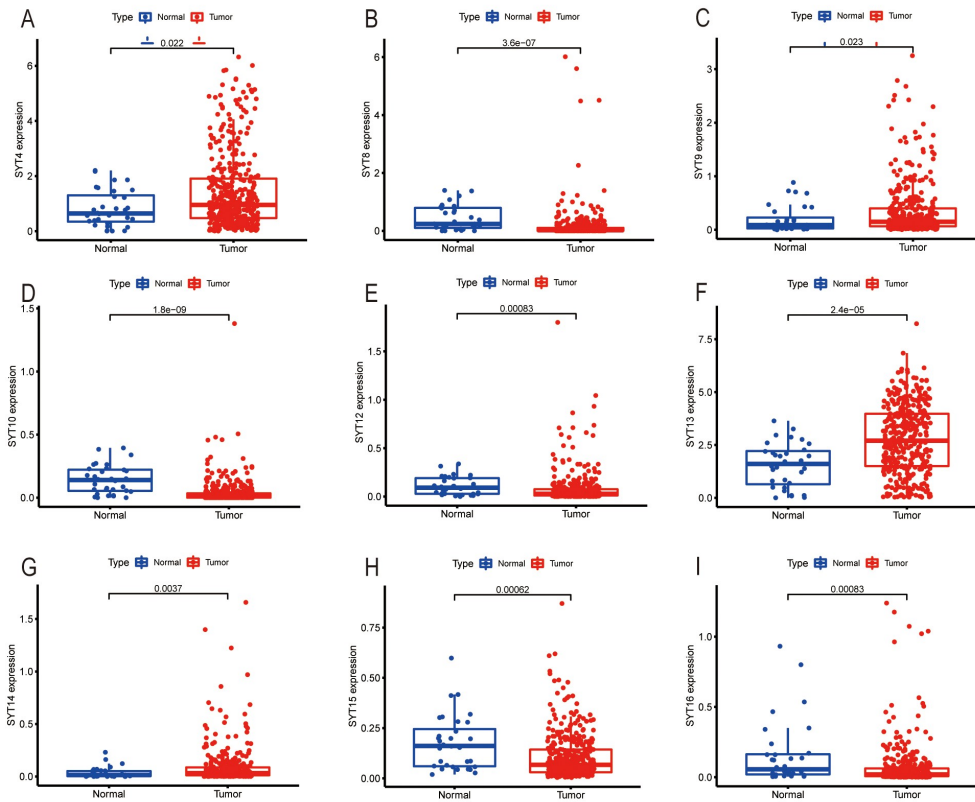 A
Type Normal Tumor
0.022
SYT4 expression
6
4
2
0
Normal Tumor
B
Type Normal Tumor
3.6e-07
SYT8 expression
6
4
2
0
Normal Tumor
C
Type Normal Tumor
0.023
SYT9 expression
3
2
1
0
Normal Tumor
D
Type Normal Tumor
1.8e-09
SYT10 expression
1.5
1.0
0.5
0.0
Normal Tumor
E
Type Normal Tumor
0.00083
SYT12 expression
1.5
1.0
0.5
0.0
Normal Tumor
F
Type Normal Tumor
2.4e-05
SYT13 expression
7.5
5.0
2.5
0.0
Normal Tumor
G
Type Normal Tumor
0.0037
SYT14 expression
1.5
1.0
0.5
0.0
Normal Tumor
H
Type Normal Tumor
0.00062
SYT15 expression
0.75
0.50
0.25
0.00
Normal Tumor
I
Type Normal Tumor
0.00083
SYT16 expression
1.0
0.5
0.0
Normal Tumor